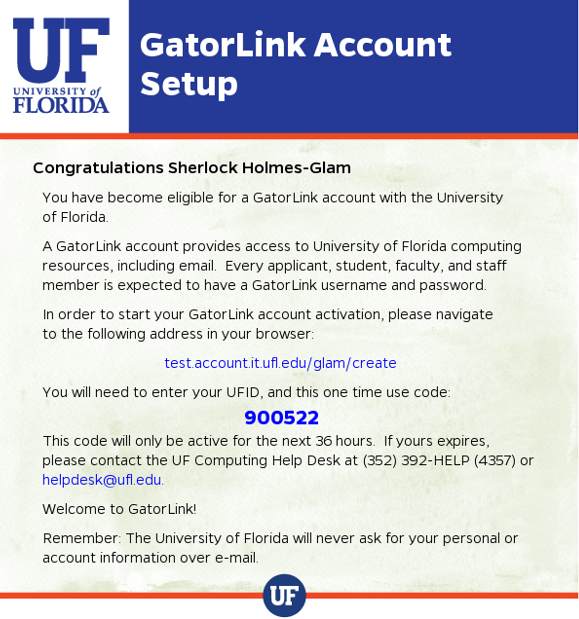 UF
UNIVERSITY of
FLORIDA
GatorLink Account
Setup
Congratulations Sherlock Holmes-Glam
You have become eligible for a GatorLink account with the University
of Florida.
A GatorLink account provides access to University of Florida computing
resources, including email.  Every applicant, student, faculty, and staff
member is expected to have a GatorLink username and password.
In order to start your GatorLink account activation, please navigate
to the following address in your browser:
test.account.it.ufl.edu/glam/create
You will need to enter your UFID, and this one time use code:
900522
This code will only be active for the next 36 hours.  If yours expires,
please contact the UF Computing Help Desk at (352) 392-HELP (4357) or
helpdesk@ufl.edu.
Welcome to GatorLink!
Remember: The University of Florida will never ask for your personal or
account information over e-mail.
UF